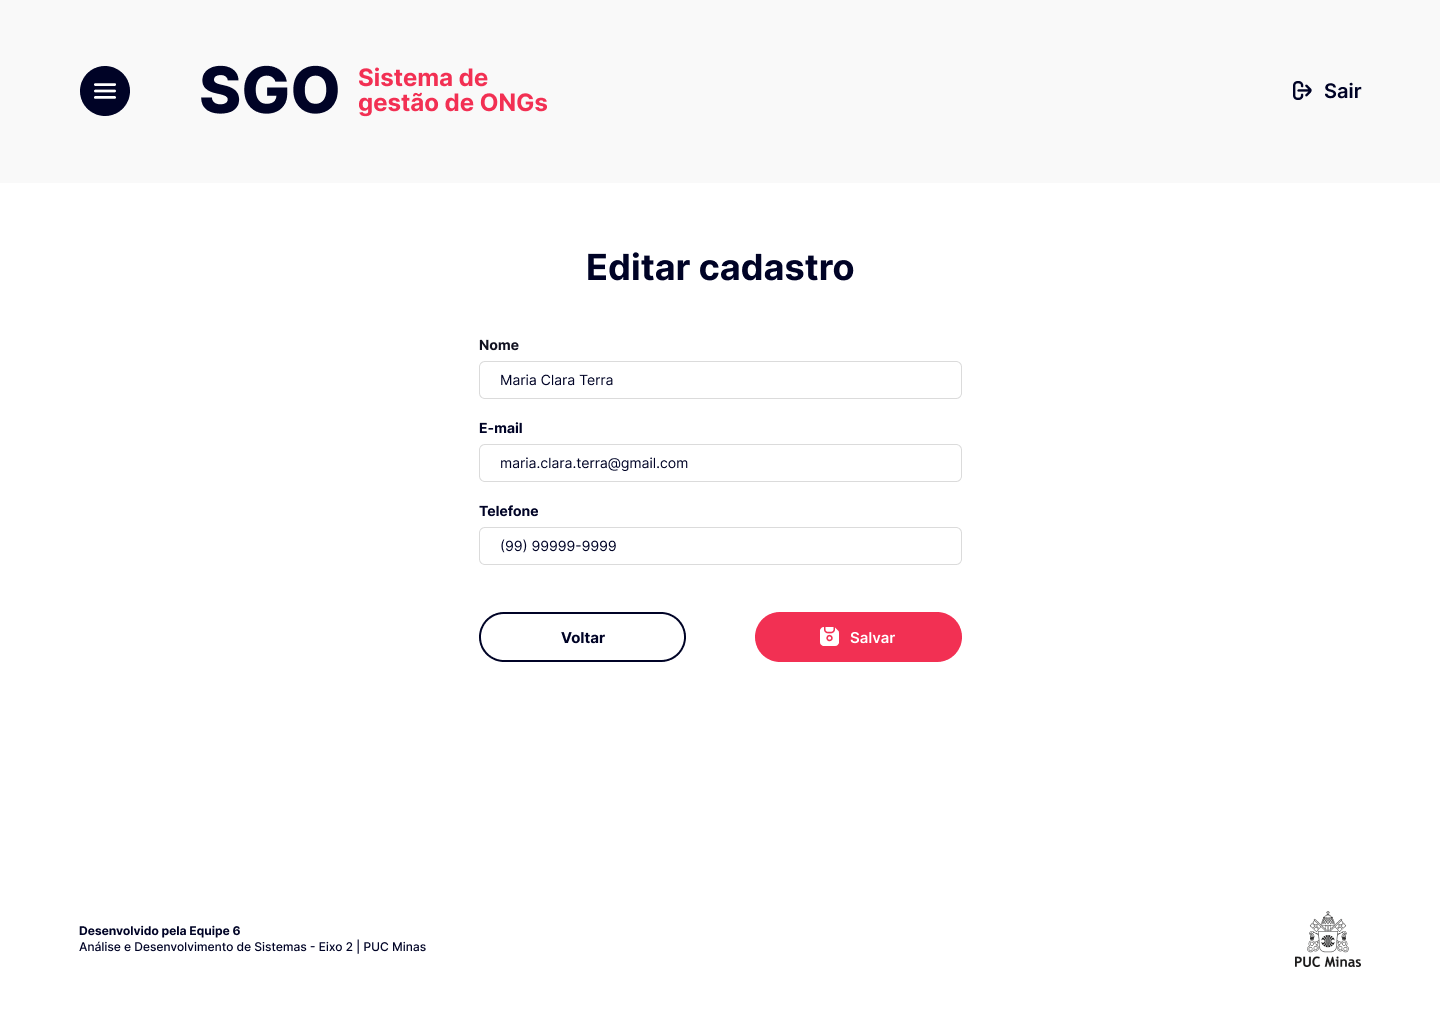 SGO
Sistema de
gestão de ONGs
Sair
Editar cadastro
Nome
Maria Clara Terra
E-mail
maria.clara.terra@gmail.com
Telefone
(99) 99999-9999
Voltar
Salvar
Desenvolvido pela Equipe 6
Análise e Desenvolvimento de Sistemas - Eixo 2 | PUC Minas
PUC Minas